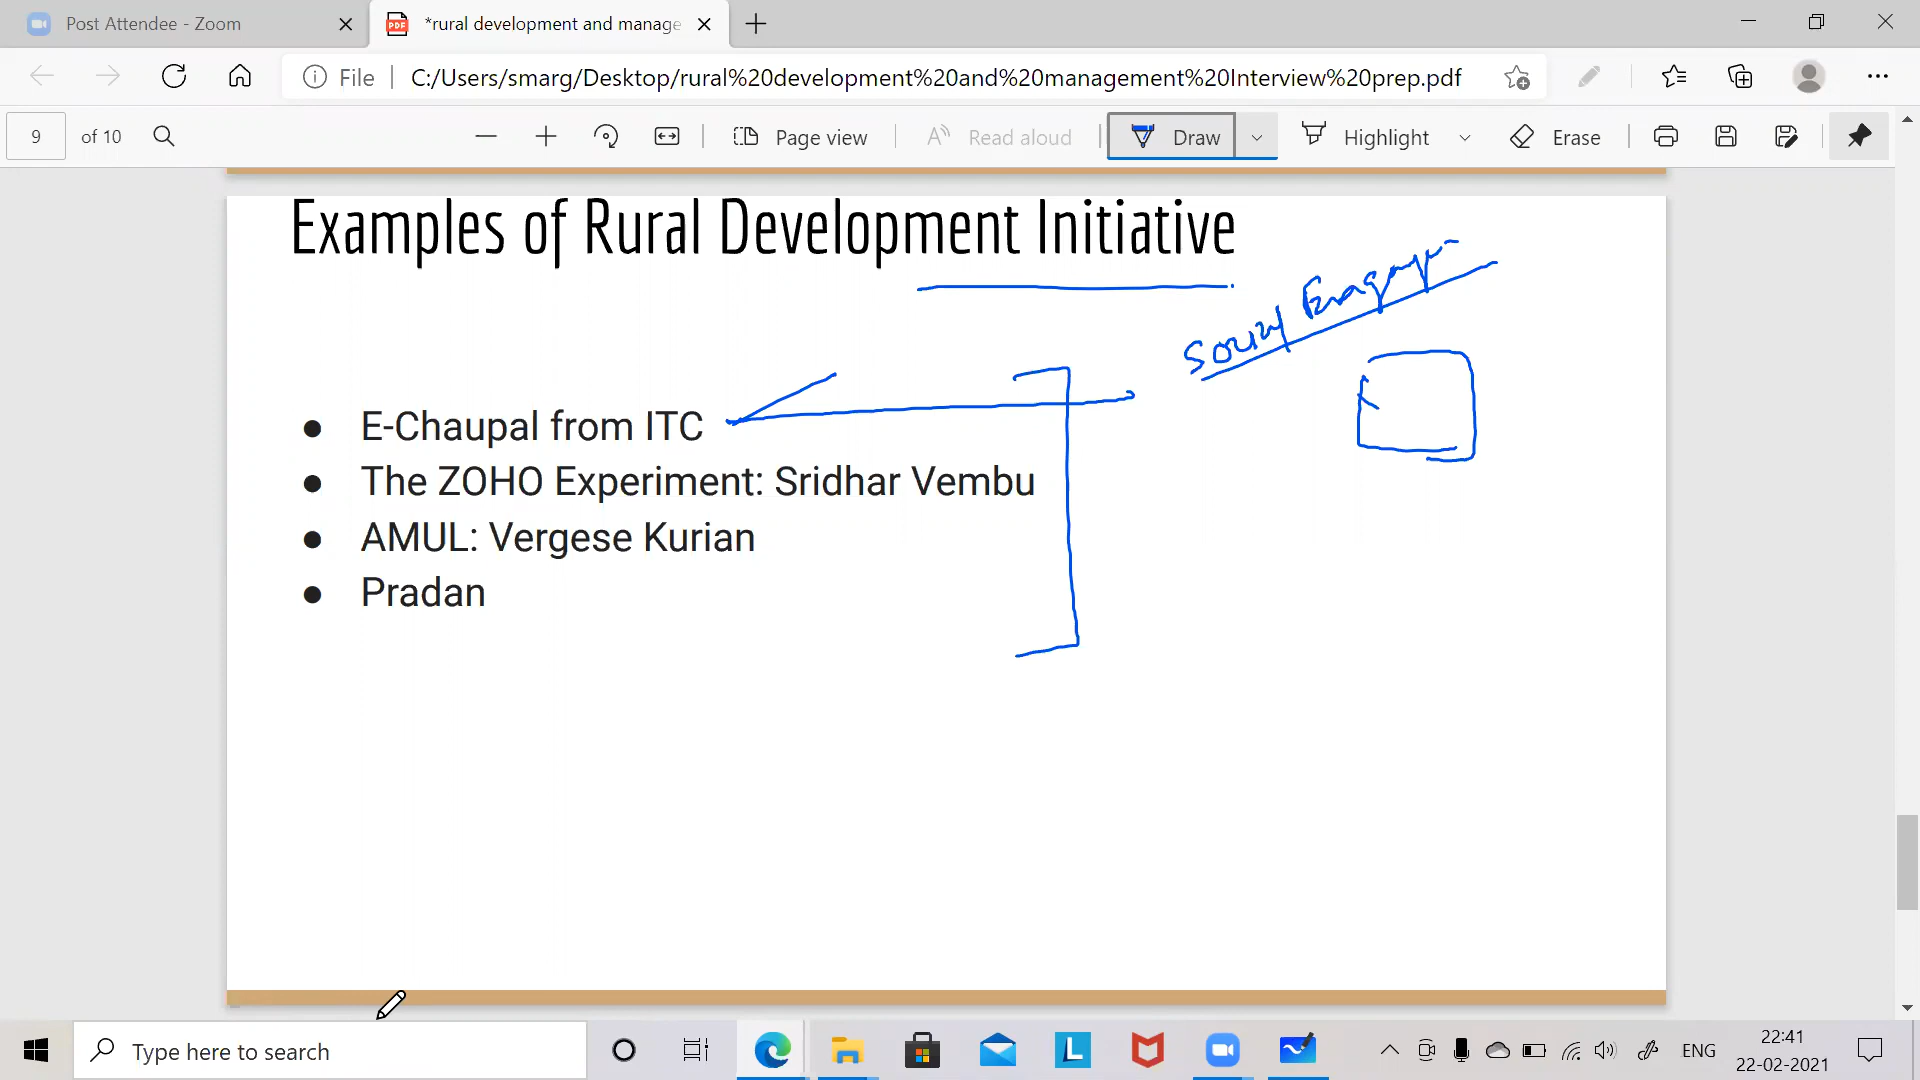 Post Attendee - Zoom
*rural development and manage
File
C:/Users/smarg/Desktop/rural%20development%20and%20management%20Interview%20prep.pdf
9 of 10
Page view
Read aloud
Draw
Highlight
Erase
Examples of Rural Development Initiative
Social
● E-Chaupal from ITC
● The ZOHO Experiment: Sridhar Vembu
● AMUL: Vergese Kurian
● Pradan
Type here to search
ENG
22:41
22-02-2021